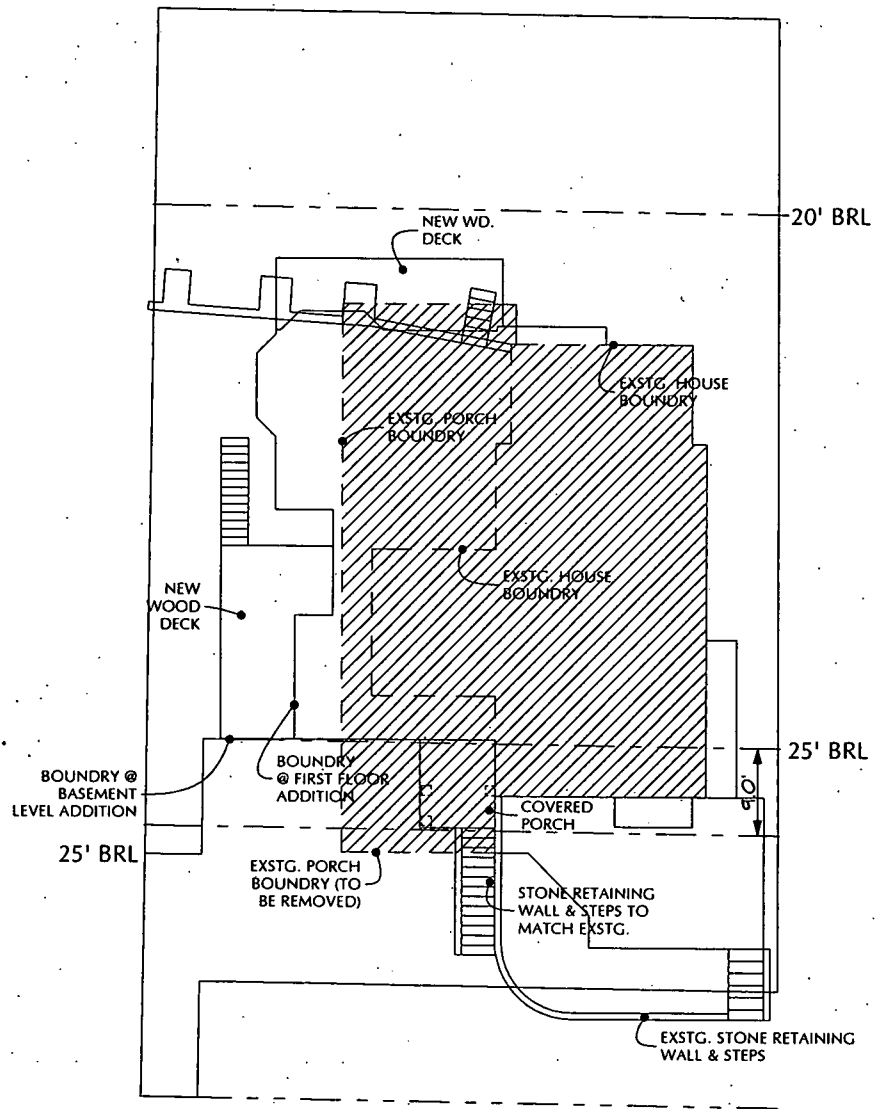 20' BRL
NEW WD.
DECK
EXSTG. HOUSE
BOUNDRY
EXSTG. PORCH
BOUNDRY
EXSTG. HOUSE
BOUNDRY
NEW
WOOD
DECK
25' BRL
BOUNDRY @
BASEMENT
LEVEL ADDITION
BOUNDRY
@ FIRST FLOOR
ADDITION
9.0'
COVERED
PORCH
25' BRL
EXSTG. PORCH
BOUNDRY (TO
BE REMOVED)
STONE RETAINING
WALL & STEPS TO
MATCH EXSTG.
EXSTG. STONE RETAINING
WALL & STEPS